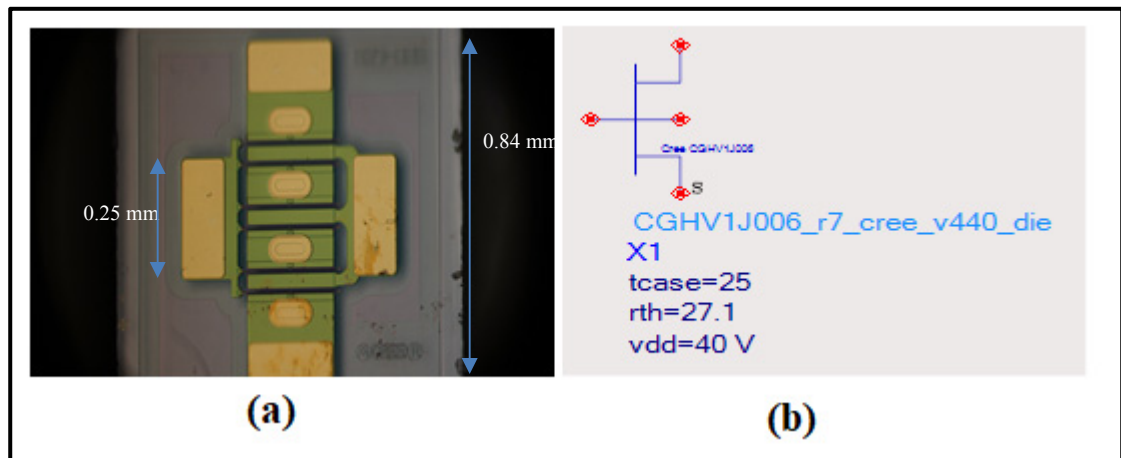 0.84 mm
0.25 mm
(a)
Cree CGHV1J006
S
CGHV1J006_r7_cree_v440_die
X1
tcase=25
rth=27.1
vdd=40 V
(b)